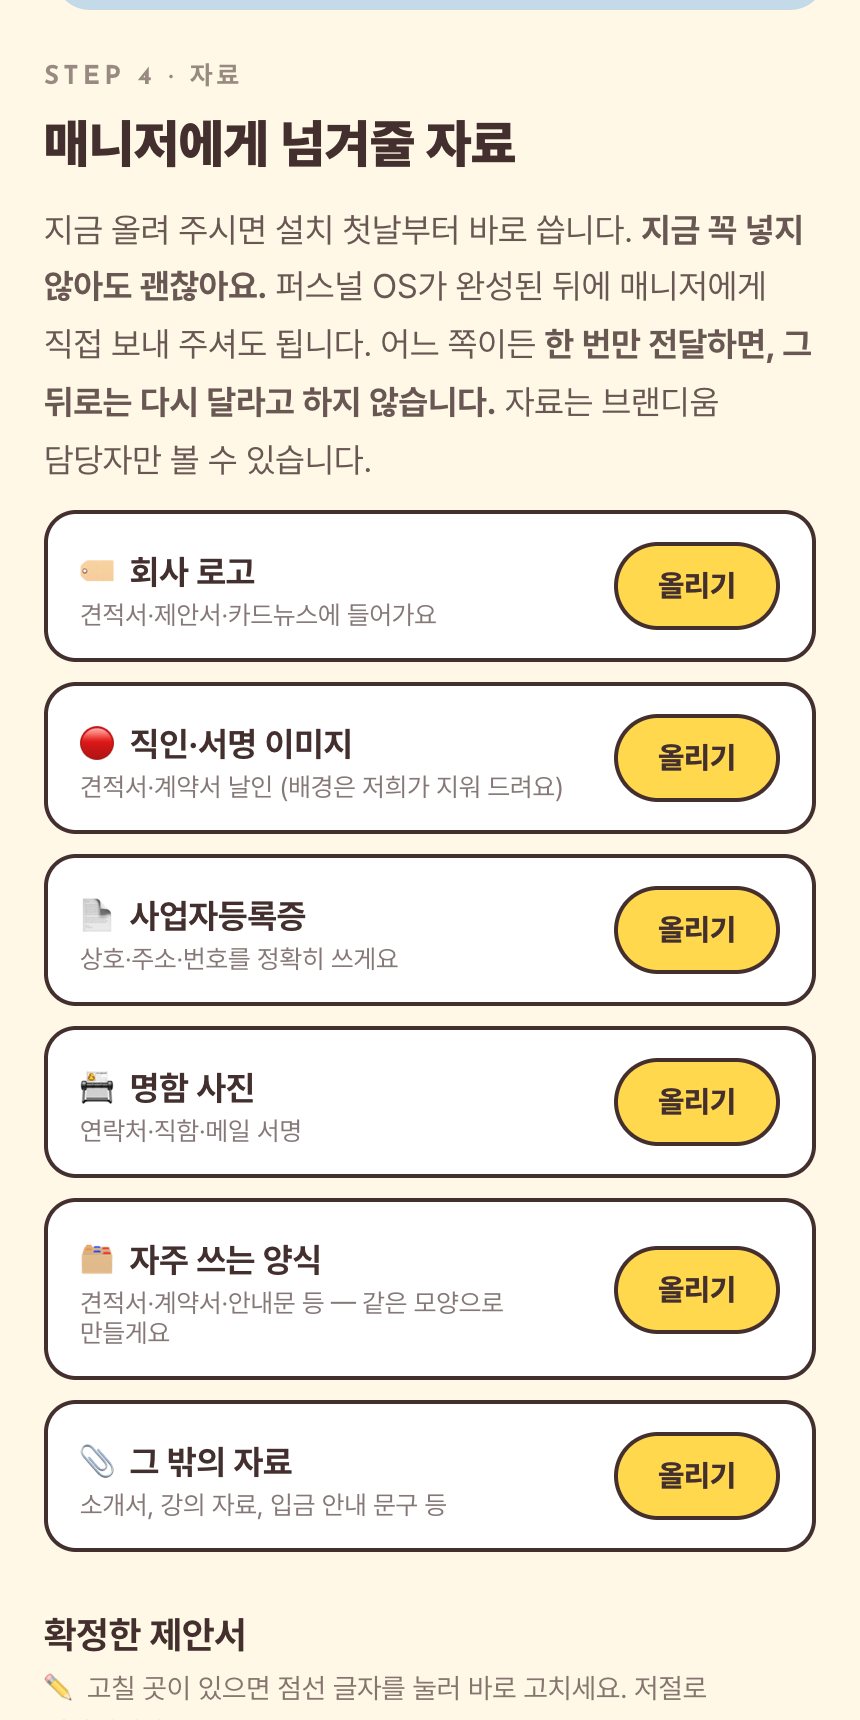 STEP 4 · 자료
매니저에게 넘겨줄 자료
지금 올려 주시면 설치 첫날부터 바로 씁니다. 지금 꼭 넣지
않아도 괜찮아요. 퍼스널 OS가 완성된 뒤에 매니저에게
직접 보내 주셔도 됩니다. 어느 쪽이든 한 번만 전달하면, 그
뒤로는 다시 달라고 하지 않습니다. 자료는 브랜디움
담당자만 볼 수 있습니다.
회사 로고
견적서·제안서·카드뉴스에 들어가요
올리기
직인·서명 이미지
견적서·계약서 날인 (배경은 저희가 지워 드려요)
올리기
사업자등록증
상호·주소·번호를 정확히 쓰게요
올리기
명함 사진
연락처·직함·메일 서명
올리기
자주 쓰는 양식
견적서·계약서·안내문 등 — 같은 모양으로
만들게요
올리기
그 밖의 자료
소개서, 강의 자료, 입금 안내 문구 등
올리기
확정한 제안서
고칠 곳이 있으면 점선 글자를 눌러 바로 고치세요. 저절로